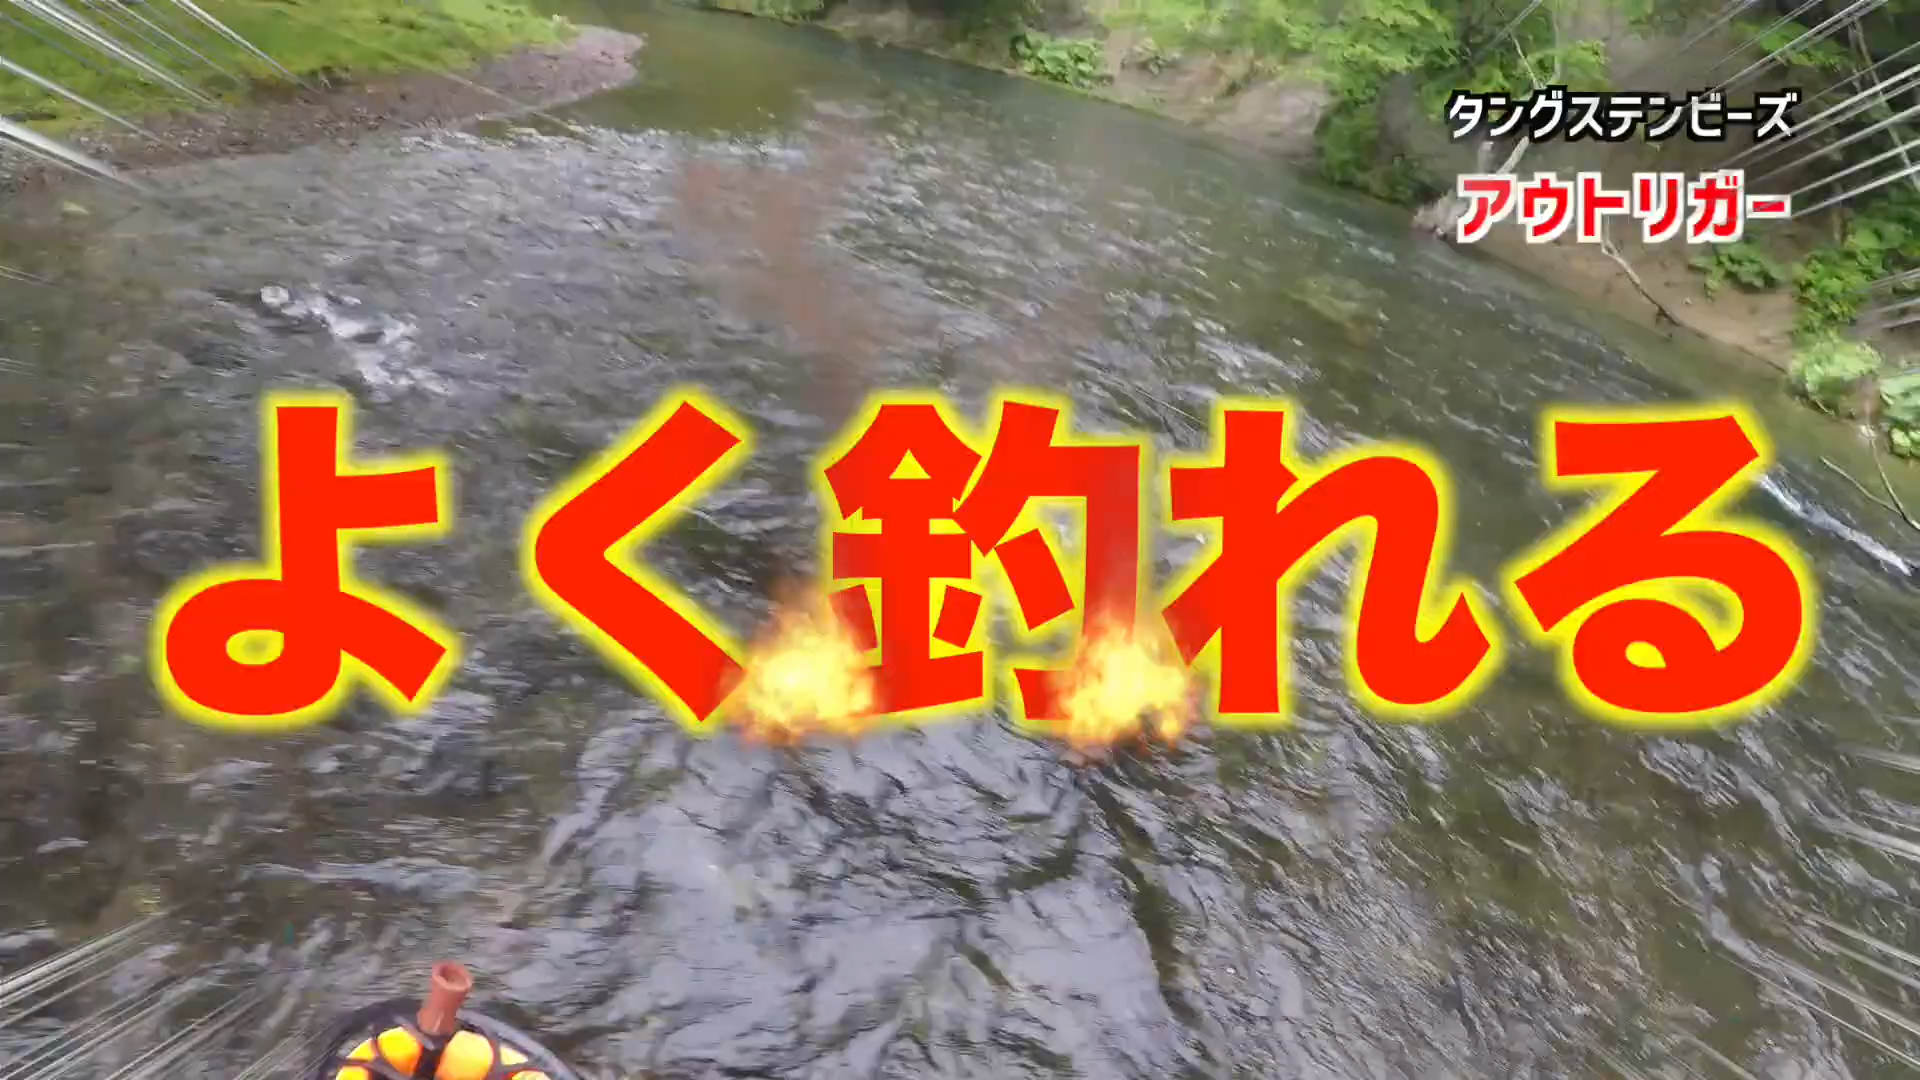 タングステンビーズ
アウトリガー
よく釣れる